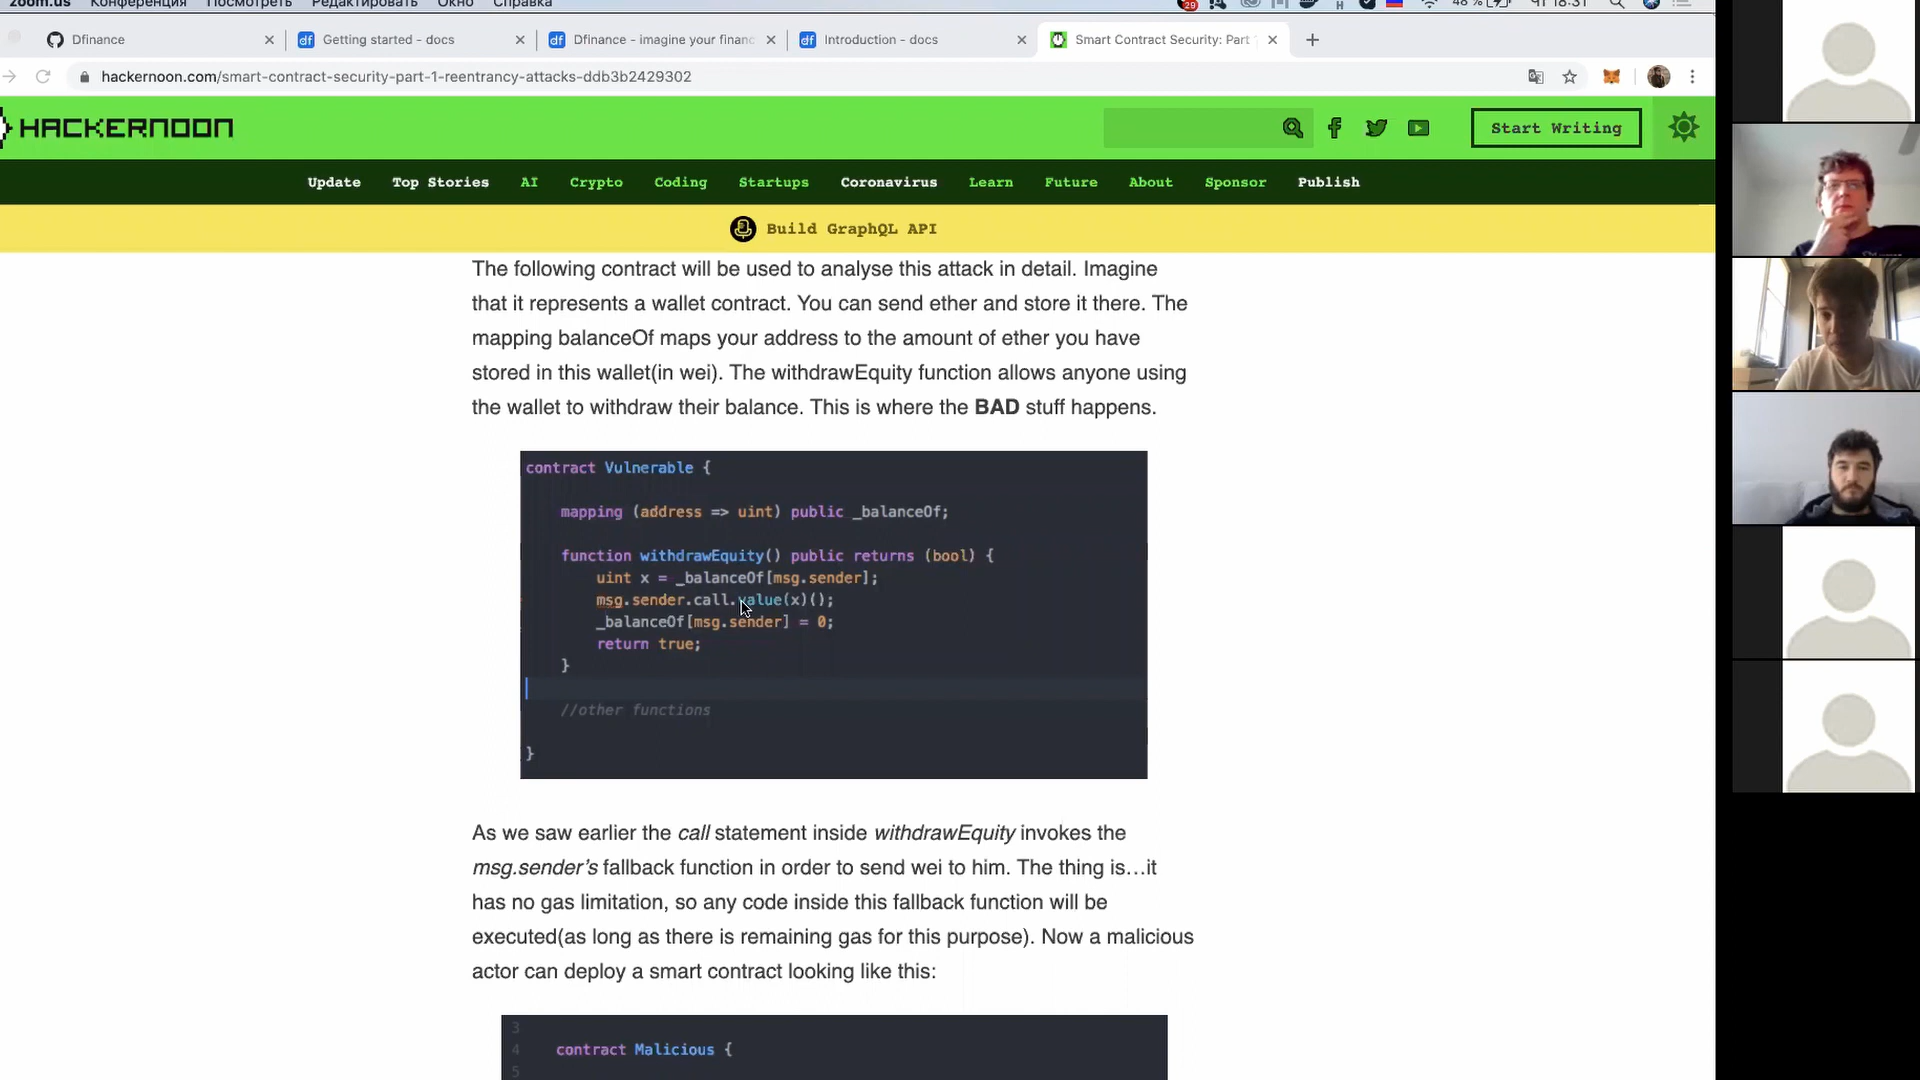 zoom.us Конференция Посмотреть Редактировать Окно Справка
29 48 % Чт 18:31
Dfinance
Getting started - docs
Dfinance - imagine your financ
Introduction - docs
Smart Contract Security: Part
hackernoon.com/smart-contract-security-part-1-reentrancy-attacks-ddb3b2429302
HACKERNOON
Start Writing
Update Top Stories AI Crypto Coding Startups Coronavirus Learn Future About Sponsor Publish
Build GraphQL API
The following contract will be used to analyse this attack in detail. Imagine
that it represents a wallet contract. You can send ether and store it there. The
mapping balanceOf maps your address to the amount of ether you have
stored in this wallet(in wei). The withdrawEquity function allows anyone using
the wallet to withdraw their balance. This is where the BAD stuff happens.
contract Vulnerable {
mapping (address => uint) public _balanceOf;
function withdrawEquity() public returns (bool) {
uint x = _balanceOf[msg.sender];
msg.sender.call.value(x)();
_balanceOf[msg.sender] = 0;
return true;
}
//other functions
}
As we saw earlier the call statement inside withdrawEquity invokes the
msg.sender’s fallback function in order to send wei to him. The thing is…it
has no gas limitation, so any code inside this fallback function will be
executed(as long as there is remaining gas for this purpose). Now a malicious
actor can deploy a smart contract looking like this:
3
4 contract Malicious {
5